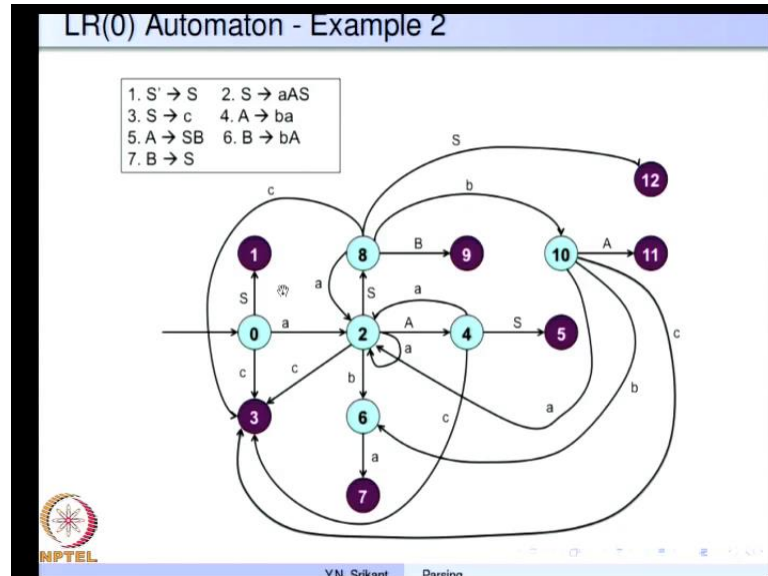 LR(0) Automaton - Example 2
1. S' → S 2. S → aAS
3. S → c 4. A → ba
5. A → SB 6. B → bA
7. B → S
S
12
c
b
1
8
B
9
10
A
11
S
a
S
a
0
a
2
A
4
S
5
a
c
c
b
c
a
b
c
3
6
a
7
NPTEL
Y.N. Srikant Parsing